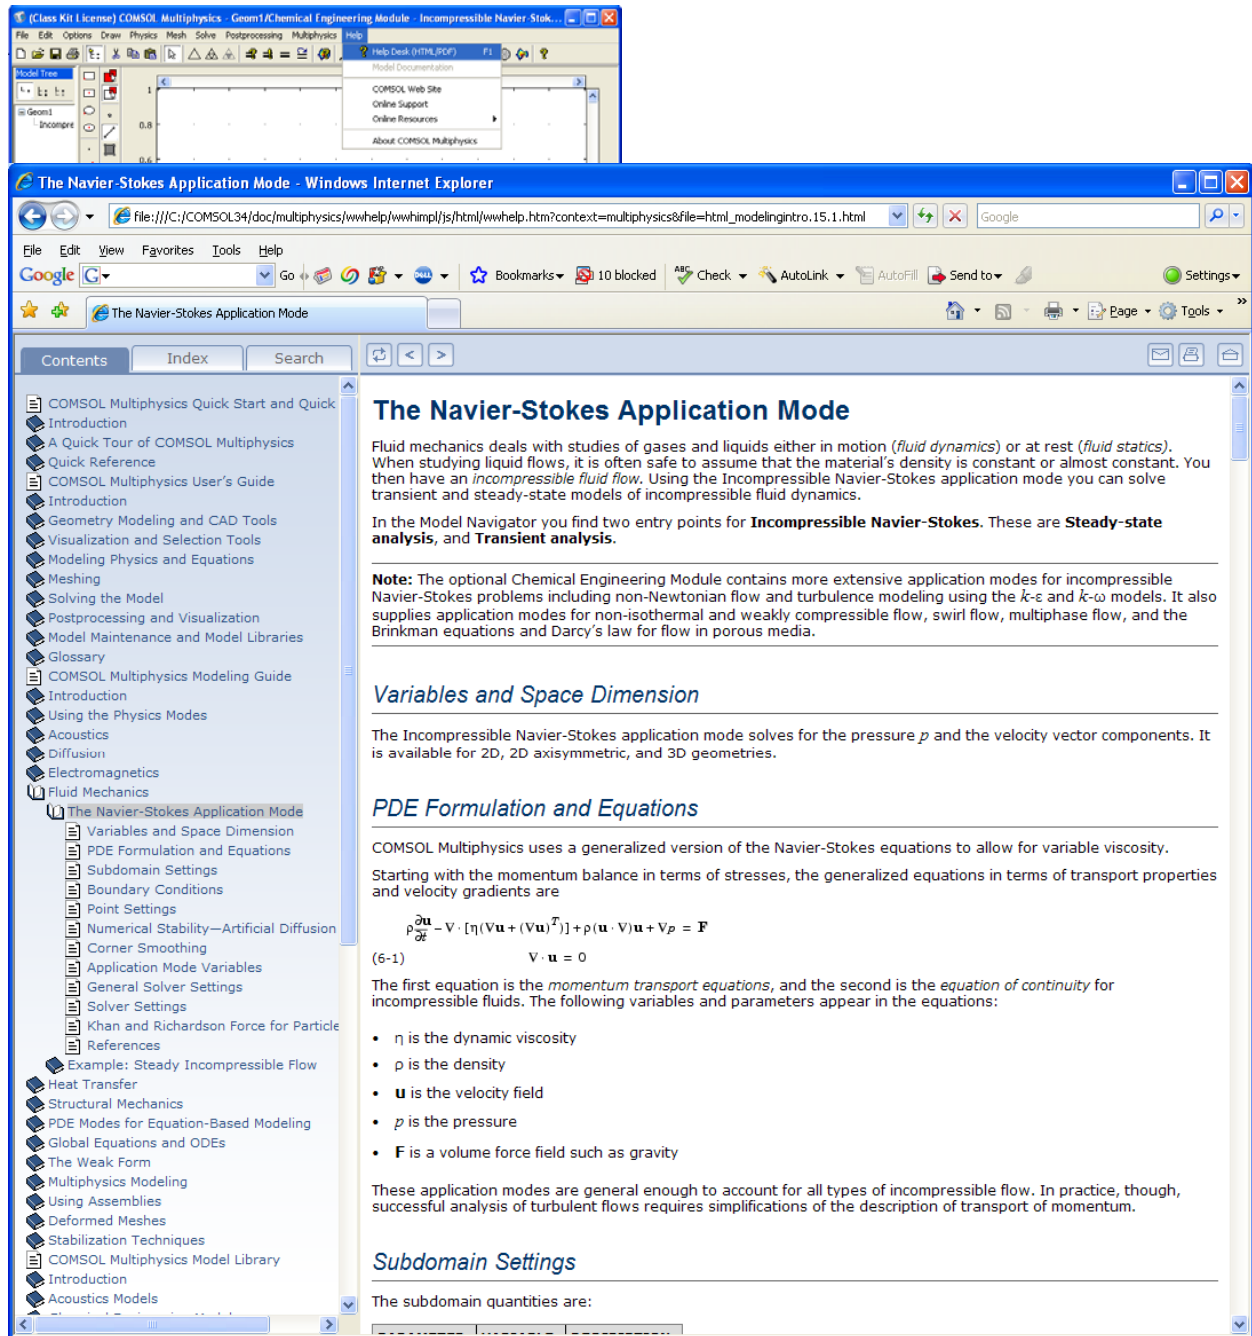 (Class Kit License) COMSOL Multiphysics - Geom1/Chemical Engineering Module - Incompressible Navier-Stok...
File Edit Options Draw Physics Mesh Solve Postprocessing Multiphysics Help
Help Desk (HTML/PDF) F1
Model Tree
Model Documentation
COMSOL Web Site
Online Support
Online Resources
About COMSOL Multiphysics
Geom1
Incompre
1
0.8
0.6
The Navier-Stokes Application Mode - Windows Internet Explorer
file:///C:/COMSOL34/doc/multiphysics/wwhelp/wwhimpl/js/html/wwhelp.htm?context=multiphysics&file=html_modelingintro.15.1.html
Google
File Edit View Favorites Tools Help
Google G Go Bookmarks 10 blocked ABC Check AutoLink AutoFill Send to Settings
The Navier-Stokes Application Mode
Page Tools »
Contents Index Search
COMSOL Multiphysics Quick Start and Quick
Introduction
A Quick Tour of COMSOL Multiphysics
Quick Reference
COMSOL Multiphysics User's Guide
Introduction
Geometry Modeling and CAD Tools
Visualization and Selection Tools
Modeling Physics and Equations
Meshing
Solving the Model
Postprocessing and Visualization
Model Maintenance and Model Libraries
Glossary
COMSOL Multiphysics Modeling Guide
Introduction
Using the Physics Modes
Acoustics
Diffusion
Electromagnetics
Fluid Mechanics
The Navier-Stokes Application Mode
Variables and Space Dimension
PDE Formulation and Equations
Subdomain Settings
Boundary Conditions
Point Settings
Numerical Stability—Artificial Diffusion
Corner Smoothing
Application Mode Variables
General Solver Settings
Solver Settings
Khan and Richardson Force for Particle
References
Example: Steady Incompressible Flow
Heat Transfer
Structural Mechanics
PDE Modes for Equation-Based Modeling
Global Equations and ODEs
The Weak Form
Multiphysics Modeling
Using Assemblies
Deformed Meshes
Stabilization Techniques
COMSOL Multiphysics Model Library
Introduction
Acoustics Models
The Navier-Stokes Application Mode
Fluid mechanics deals with studies of gases and liquids either in motion (fluid dynamics) or at rest (fluid statics).
When studying liquid flows, it is often safe to assume that the material's density is constant or almost constant. You
then have an incompressible fluid flow. Using the Incompressible Navier-Stokes application mode you can solve
transient and steady-state models of incompressible fluid dynamics.
In the Model Navigator you find two entry points for Incompressible Navier-Stokes. These are Steady-state
analysis, and Transient analysis.
Note: The optional Chemical Engineering Module contains more extensive application modes for incompressible
Navier-Stokes problems including non-Newtonian flow and turbulence modeling using the k-ε and k-ω models. It also
supplies application modes for non-isothermal and weakly compressible flow, swirl flow, multiphase flow, and the
Brinkman equations and Darcy's law for flow in porous media.
Variables and Space Dimension
The Incompressible Navier-Stokes application mode solves for the pressure p and the velocity vector components. It
is available for 2D, 2D axisymmetric, and 3D geometries.
PDE Formulation and Equations
COMSOL Multiphysics uses a generalized version of the Navier-Stokes equations to allow for variable viscosity.
Starting with the momentum balance in terms of stresses, the generalized equations in terms of transport properties
and velocity gradients are
ρ∂u/∂t − ∇ · [η(∇u + (∇u)^T)] + ρ(u · ∇)u + ∇p = F
(6-1) ∇ · u = 0
The first equation is the momentum transport equations, and the second is the equation of continuity for
incompressible fluids. The following variables and parameters appear in the equations:
• η is the dynamic viscosity
• ρ is the density
• u is the velocity field
• p is the pressure
• F is a volume force field such as gravity
These application modes are general enough to account for all types of incompressible flow. In practice, though,
successful analysis of turbulent flows requires simplifications of the description of transport of momentum.
Subdomain Settings
The subdomain quantities are:
PARAMETER VARIABLE DESCRIPTION